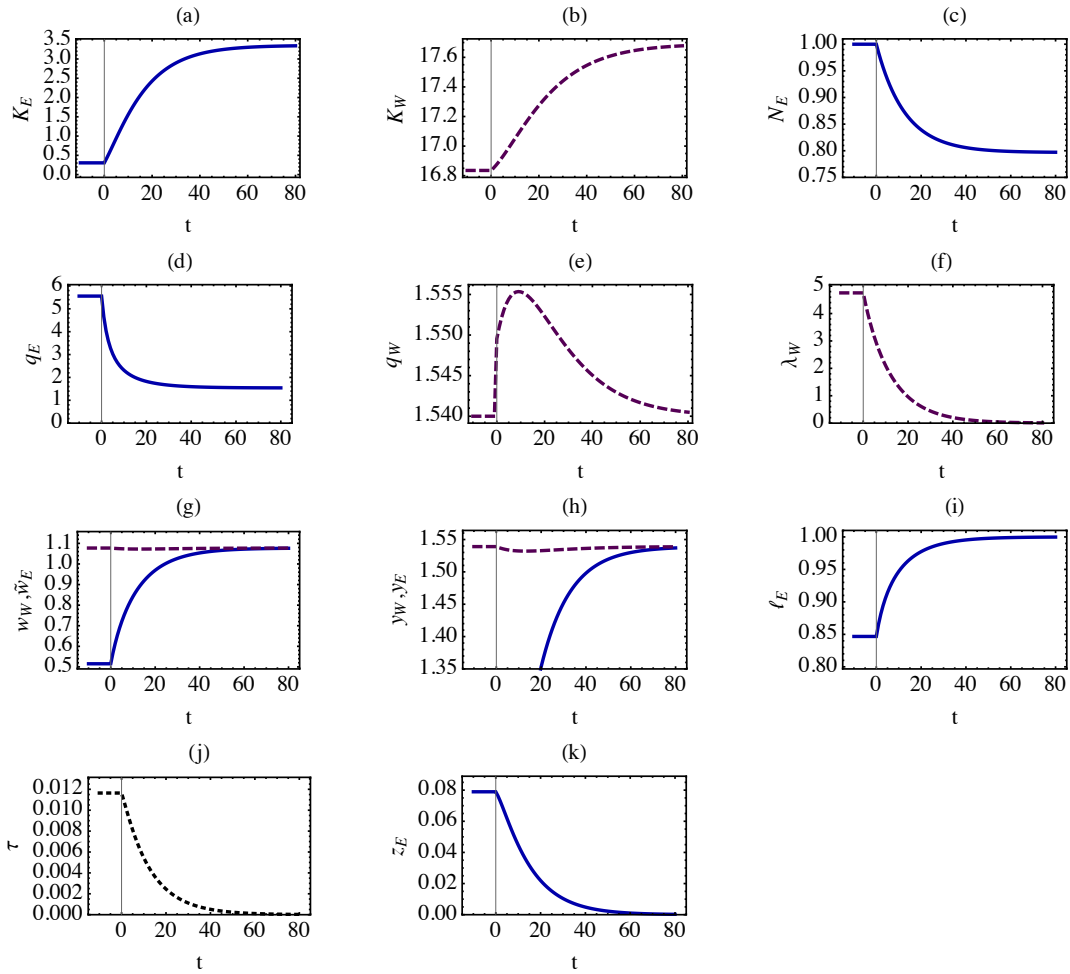 (a) (b) (c)
3.5
3.0
2.5
2.0
1.5
1.0
0.5
0.0
K_E
0 20 40 60 80
t
17.6
17.4
17.2
17.0
16.8
K_W
0 20 40 60 80
t
1.00
0.95
0.90
0.85
0.80
0.75
N_E
0 20 40 60 80
t
(d) (e) (f)
6
5
4
3
2
1
0
q_E
0 20 40 60 80
t
1.555
1.550
1.545
1.540
q_W
0 20 40 60 80
t
5
4
3
2
1
0
λ_W
0 20 40 60 80
t
(g) (h) (i)
1.1
1.0
0.9
0.8
0.7
0.6
0.5
w_W,w̃_E
0 20 40 60 80
t
1.55
1.50
1.45
1.40
1.35
y_W,y_E
0 20 40 60 80
t
1.00
0.95
0.90
0.85
0.80
ℓ_E
0 20 40 60 80
t
(j) (k)
0.012
0.010
0.008
0.006
0.004
0.002
0.000
τ
0 20 40 60 80
t
0.08
0.06
0.04
0.02
0.00
z_E
0 20 40 60 80
t